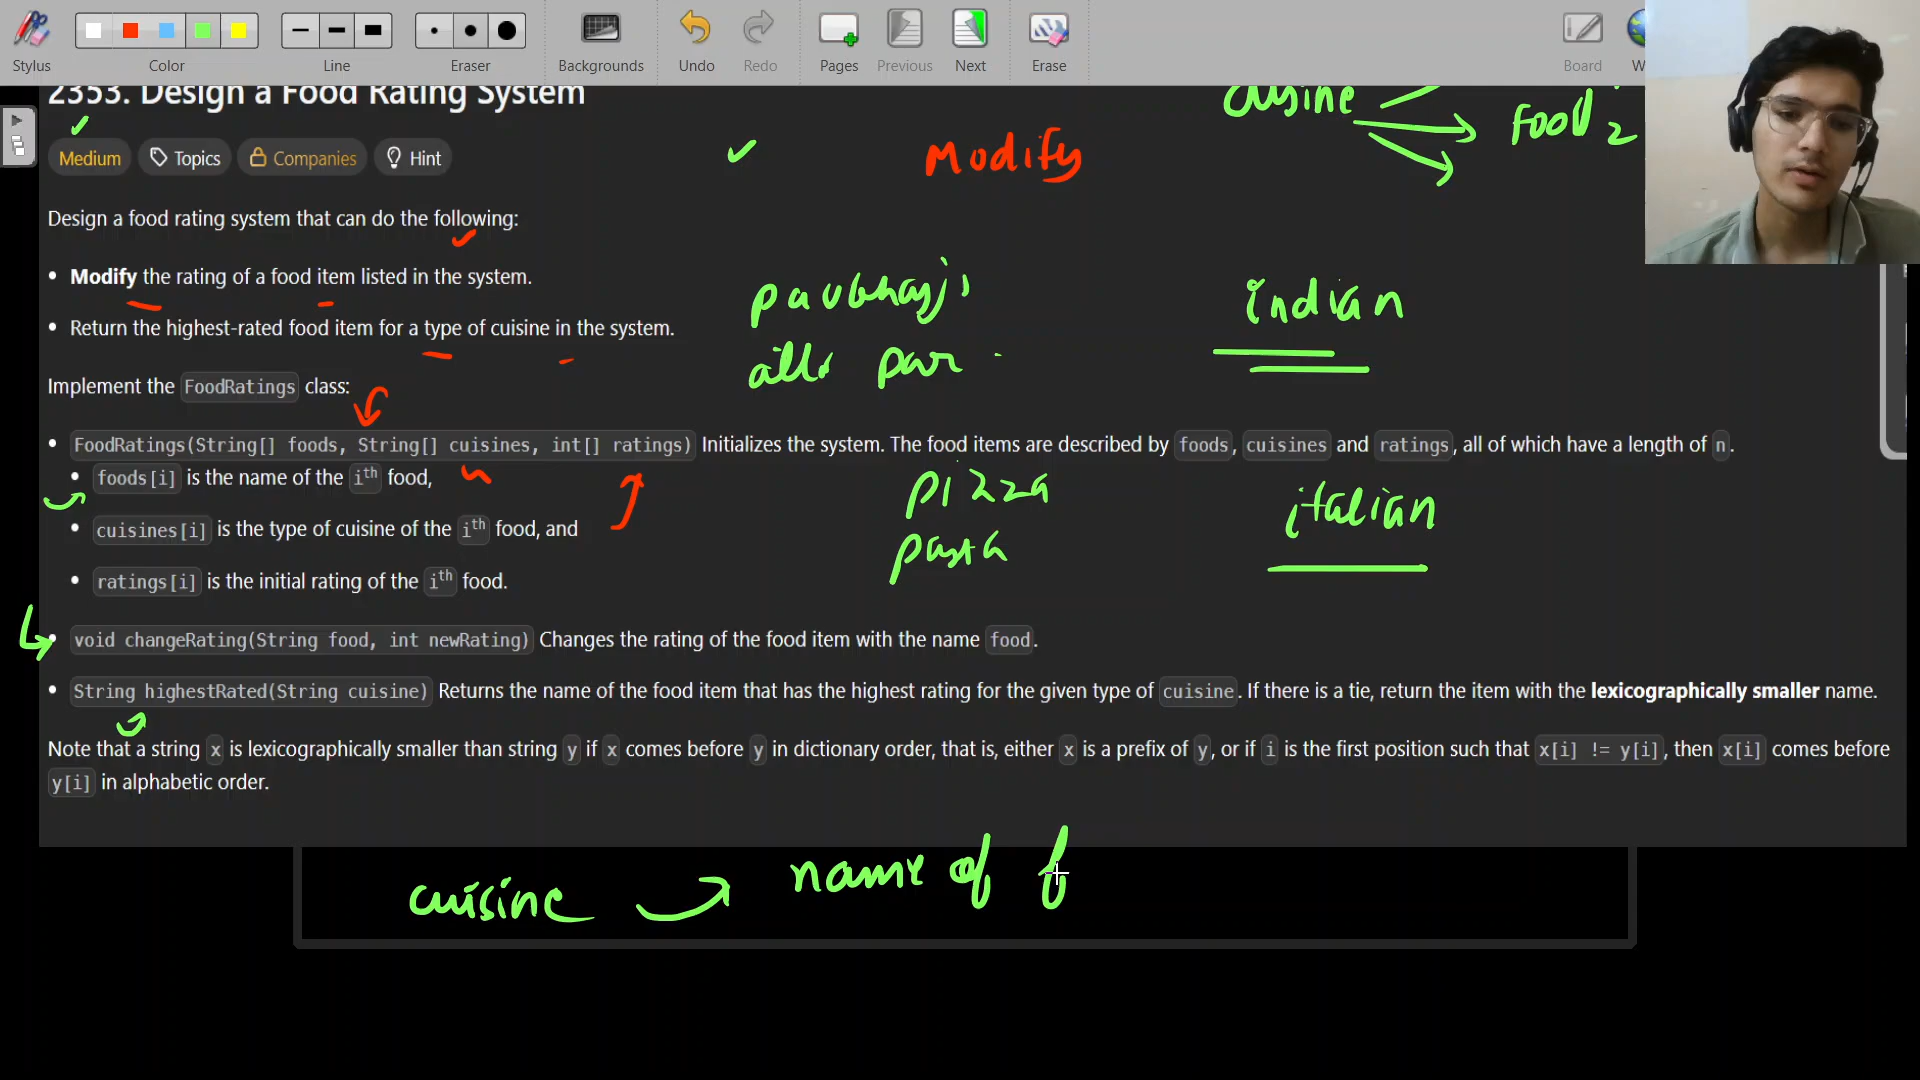 Stylus
Color
Line
Eraser
Backgrounds
Undo
Redo
Pages
Previous
Next
Erase
Board
W
2353. Design a Food Rating System
cuisine
Food 2
Medium
Topics
Companies
Hint
Modify
Design a food rating system that can do the following:
• Modify the rating of a food item listed in the system.
pavbhaji
indian
• Return the highest-rated food item for a type of cuisine in the system.
pav
Implement the FoodRatings class:
• FoodRatings(String[] foods, String[] cuisines, int[] ratings) Initializes the system. The food items are described by foods, cuisines and ratings, all of which have a length of n.
• foods[i] is the name of the ith food,
pizza
italian
• cuisines[i] is the type of cuisine of the ith food, and
pasta
• ratings[i] is the initial rating of the ith food.
• void changeRating(String food, int newRating) Changes the rating of the food item with the name food.
• String highestRated(String cuisine) Returns the name of the food item that has the highest rating for the given type of cuisine. If there is a tie, return the item with the lexicographically smaller name.
Note that a string x is lexicographically smaller than string y if x comes before y in dictionary order, that is, either x is a prefix of y, or if i is the first position such that x[i] != y[i], then x[i] comes before
y[i] in alphabetic order.
cuisine name of f